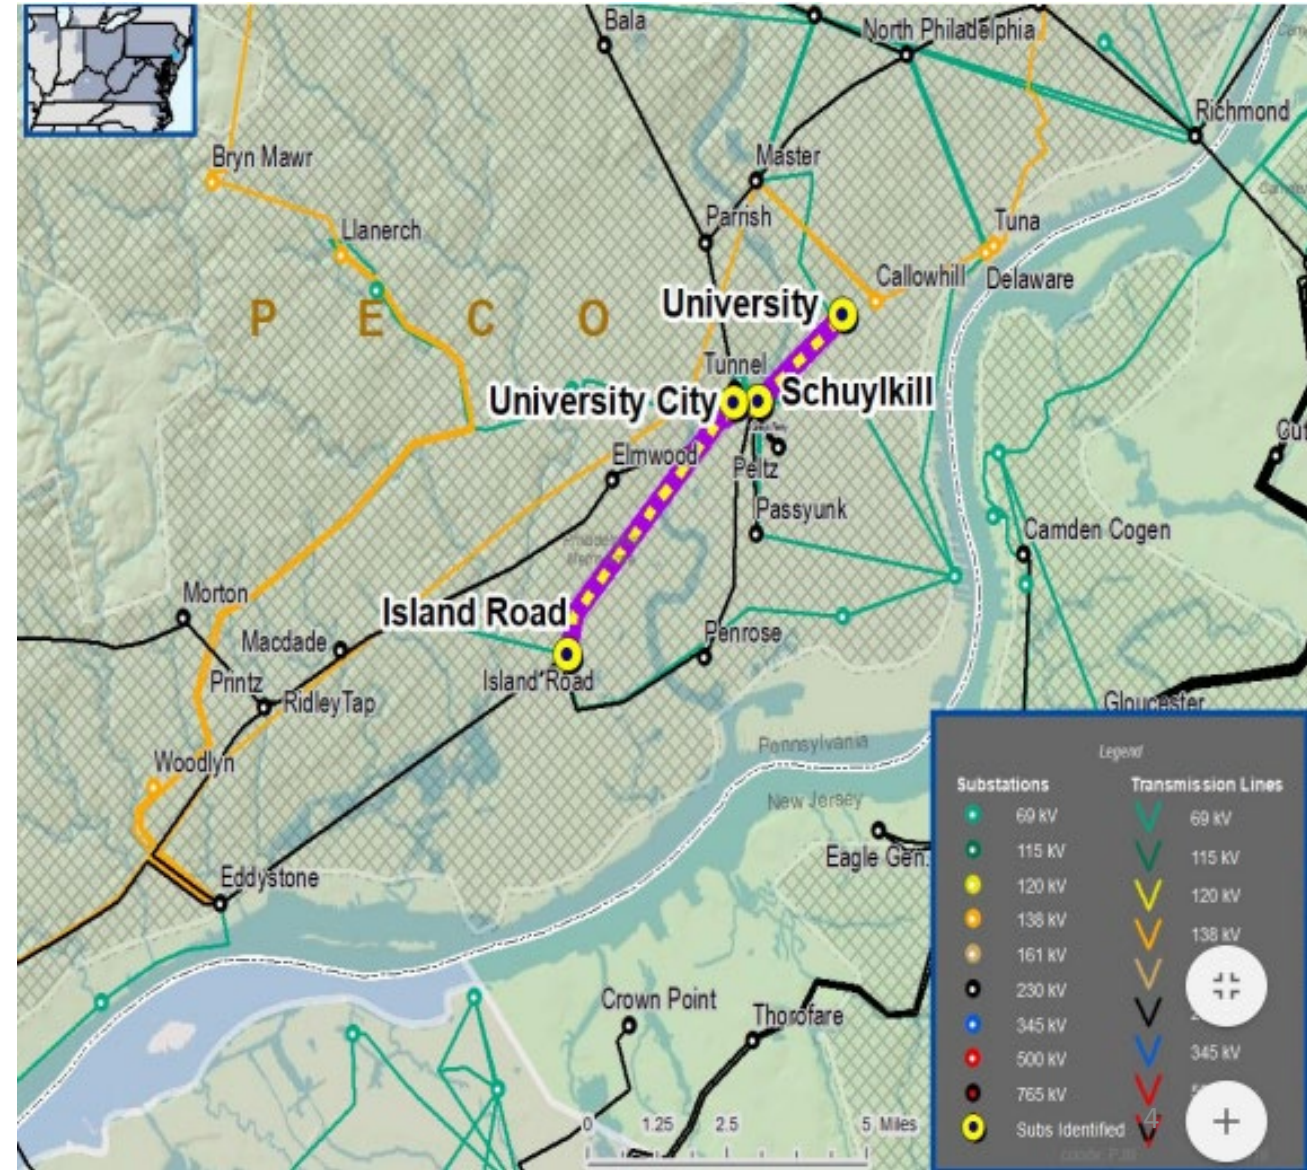 Bala
North Philadelphia
Richmond
Bryn Mawr
Master
Llanerch
Parrish
Tuna
Callowhill
Delaware
P E C O
University
Tunnel
University City
Schuylkill
Elmwood
Peltz
Passyunk
Camden Cogen
Morton
Island Road
Macdade
Penrose
Printz
Island Road
Ridley Tap
Gloucester
Woodlyn
Pennsylvania
New Jersey
Eagle Gen.
Eddystone
Crown Point
Thorofare
0 1.25 2.5 5 Miles
Legend
Substations
69 kV
115 kV
120 kV
138 kV
161 kV
230 kV
345 kV
500 kV
765 kV
Subs Identified
Transmission Lines
69 kV
115 kV
120 kV
138 kV
345 kV
4